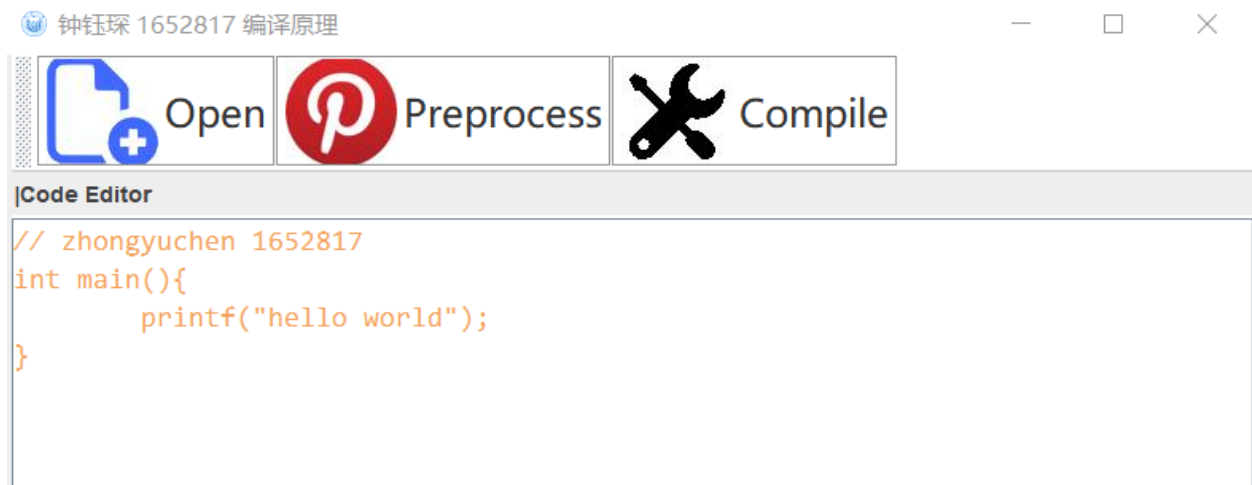 钟钰琛 1652817 编译原理
Open Preprocess Compile
|Code Editor
// zhongyuchen 1652817
int main(){
        printf("hello world");
}